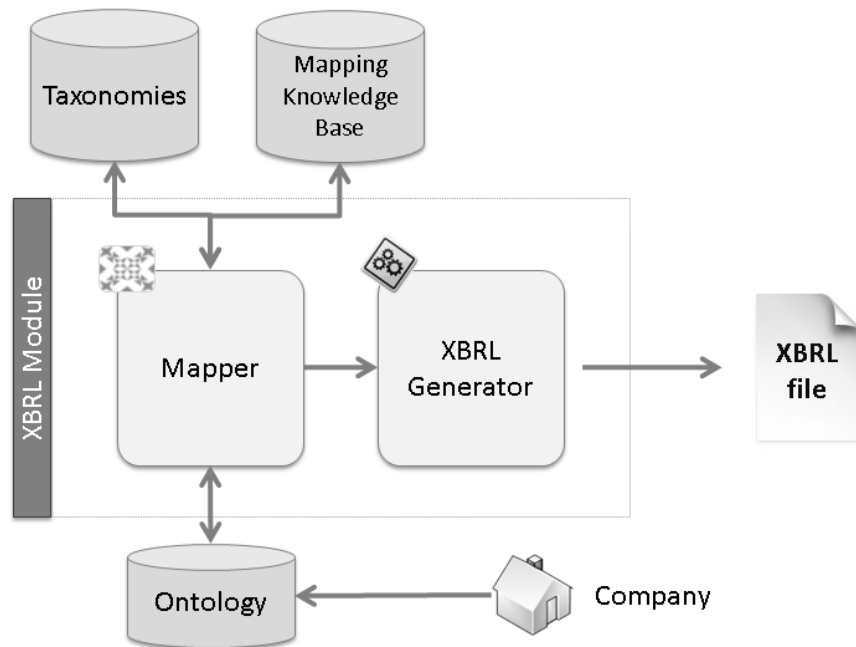 Taxonomies
Mapping
Knowledge
Base
XBRL Module
Mapper
XBRL
Generator
XBRL
file
Ontology
Company